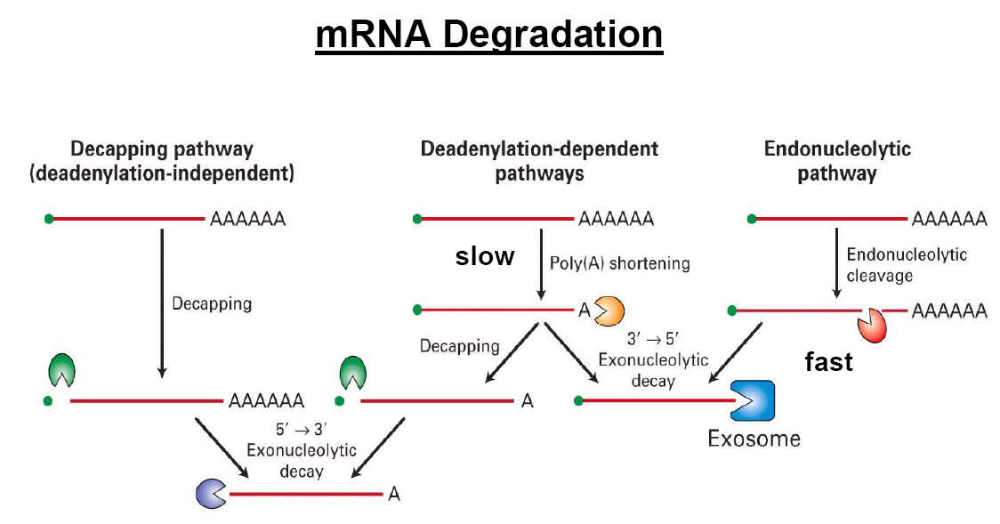 mRNA Degradation
Decapping pathway
(deadenylation-independent)
Deadenylation-dependent
pathways
Endonucleolytic
pathway
AAAAAA
AAAAAA
AAAAAA
slow
Poly(A) shortening
Endonucleolytic
cleavage
Decapping
A
AAAAAA
Decapping
3′ → 5′
Exonucleolytic
decay
fast
AAAAAA
A
5′ → 3′
Exonucleolytic
decay
Exosome
A